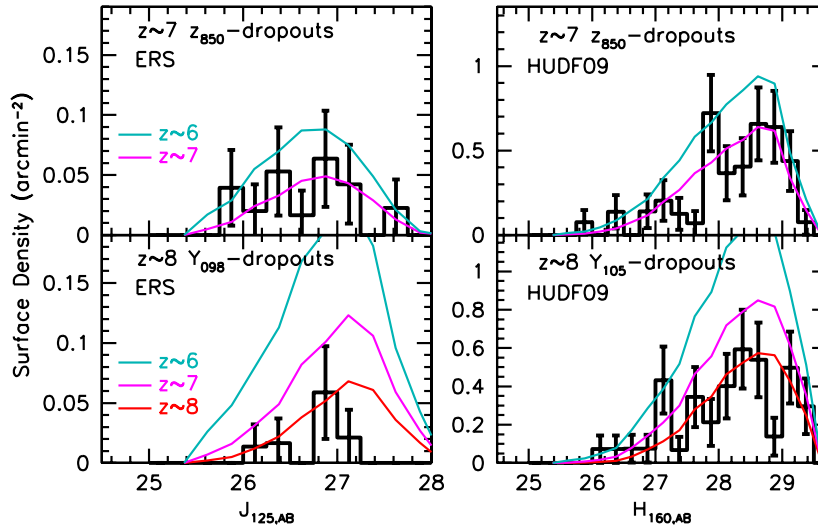 z~7 z850-dropouts
ERS
z~6
z~7
0
0.05
0.1
0.15
z~7 z850-dropouts
HUDF09
0
0.5
1
z~8 Y098-dropouts
ERS
z~6
z~7
z~8
0
0.05
0.1
0.15
25
26
27
28
J125,AB
z~8 Y105-dropouts
HUDF09
0
0.2
0.4
0.6
0.8
1
25
26
27
28
29
H160,AB
Surface Density (arcmin−2)